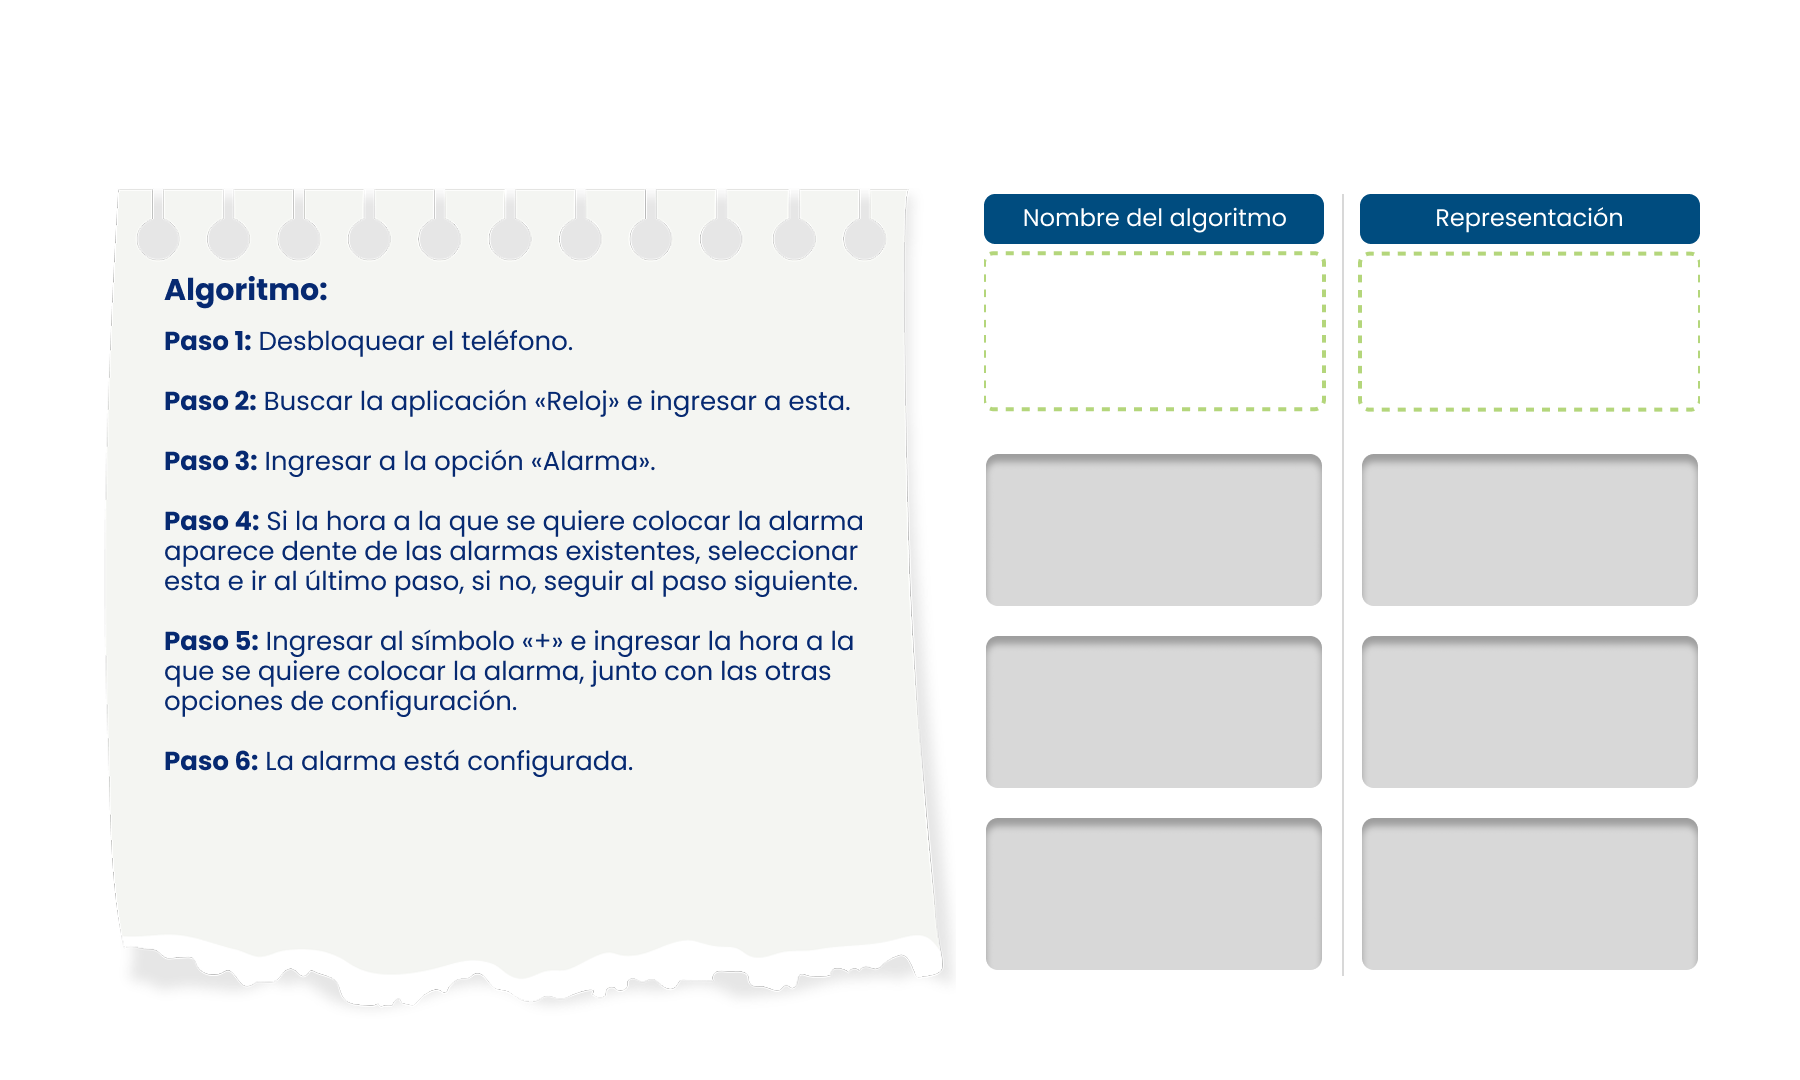 Algoritmo:
Paso 1: Desbloquear el teléfono.
Paso 2: Buscar la aplicación «Reloj» e ingresar a esta.
Paso 3: Ingresar a la opción «Alarma».
Paso 4: Si la hora a la que se quiere colocar la alarma
aparece dente de las alarmas existentes, seleccionar
esta e ir al último paso, si no, seguir al paso siguiente.
Paso 5: Ingresar al símbolo «+» e ingresar la hora a la
que se quiere colocar la alarma, junto con las otras
opciones de configuración.
Paso 6: La alarma está configurada.
Nombre del algoritmo
Representación